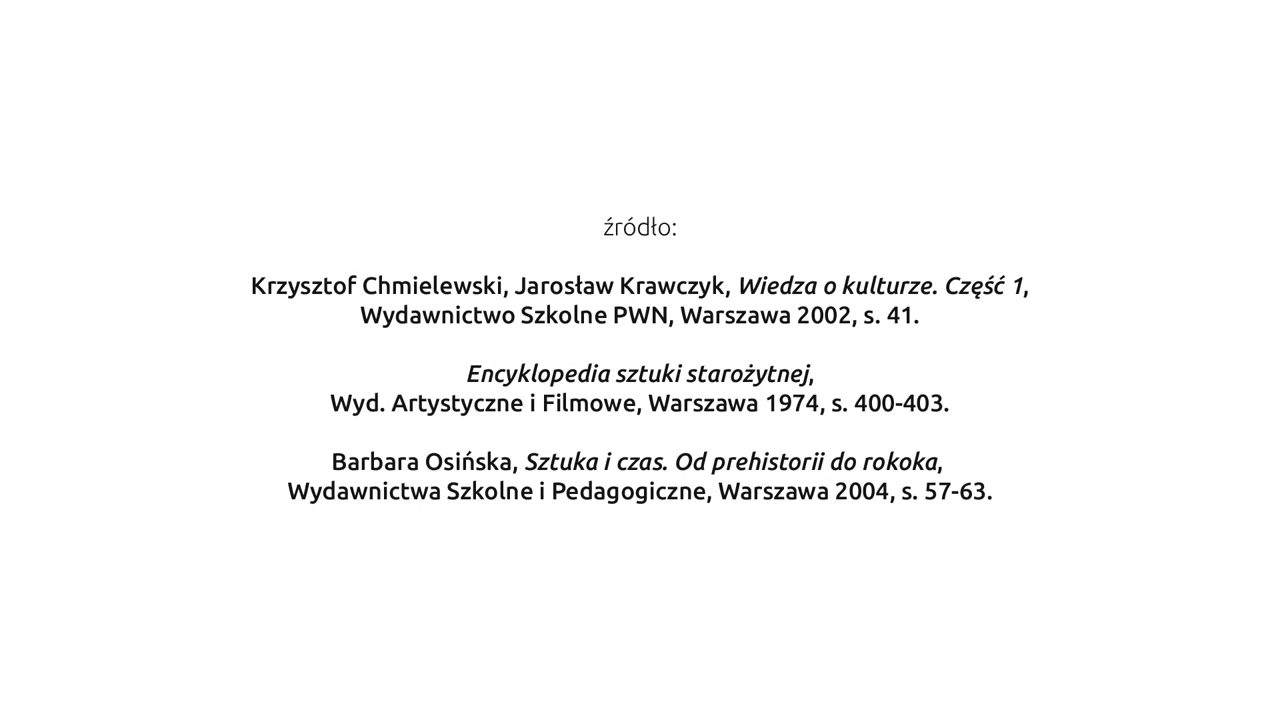 źródło:
Krzysztof Chmielewski, Jarosław Krawczyk, Wiedza o kulturze. Część 1,
Wydawnictwo Szkolne PWN, Warszawa 2002, s. 41.
Encyklopedia sztuki starożytnej,
Wyd. Artystyczne i Filmowe, Warszawa 1974, s. 400-403.
Barbara Osińska, Sztuka i czas. Od prehistorii do rokoka,
Wydawnictwa Szkolne i Pedagogiczne, Warszawa 2004, s. 57-63.